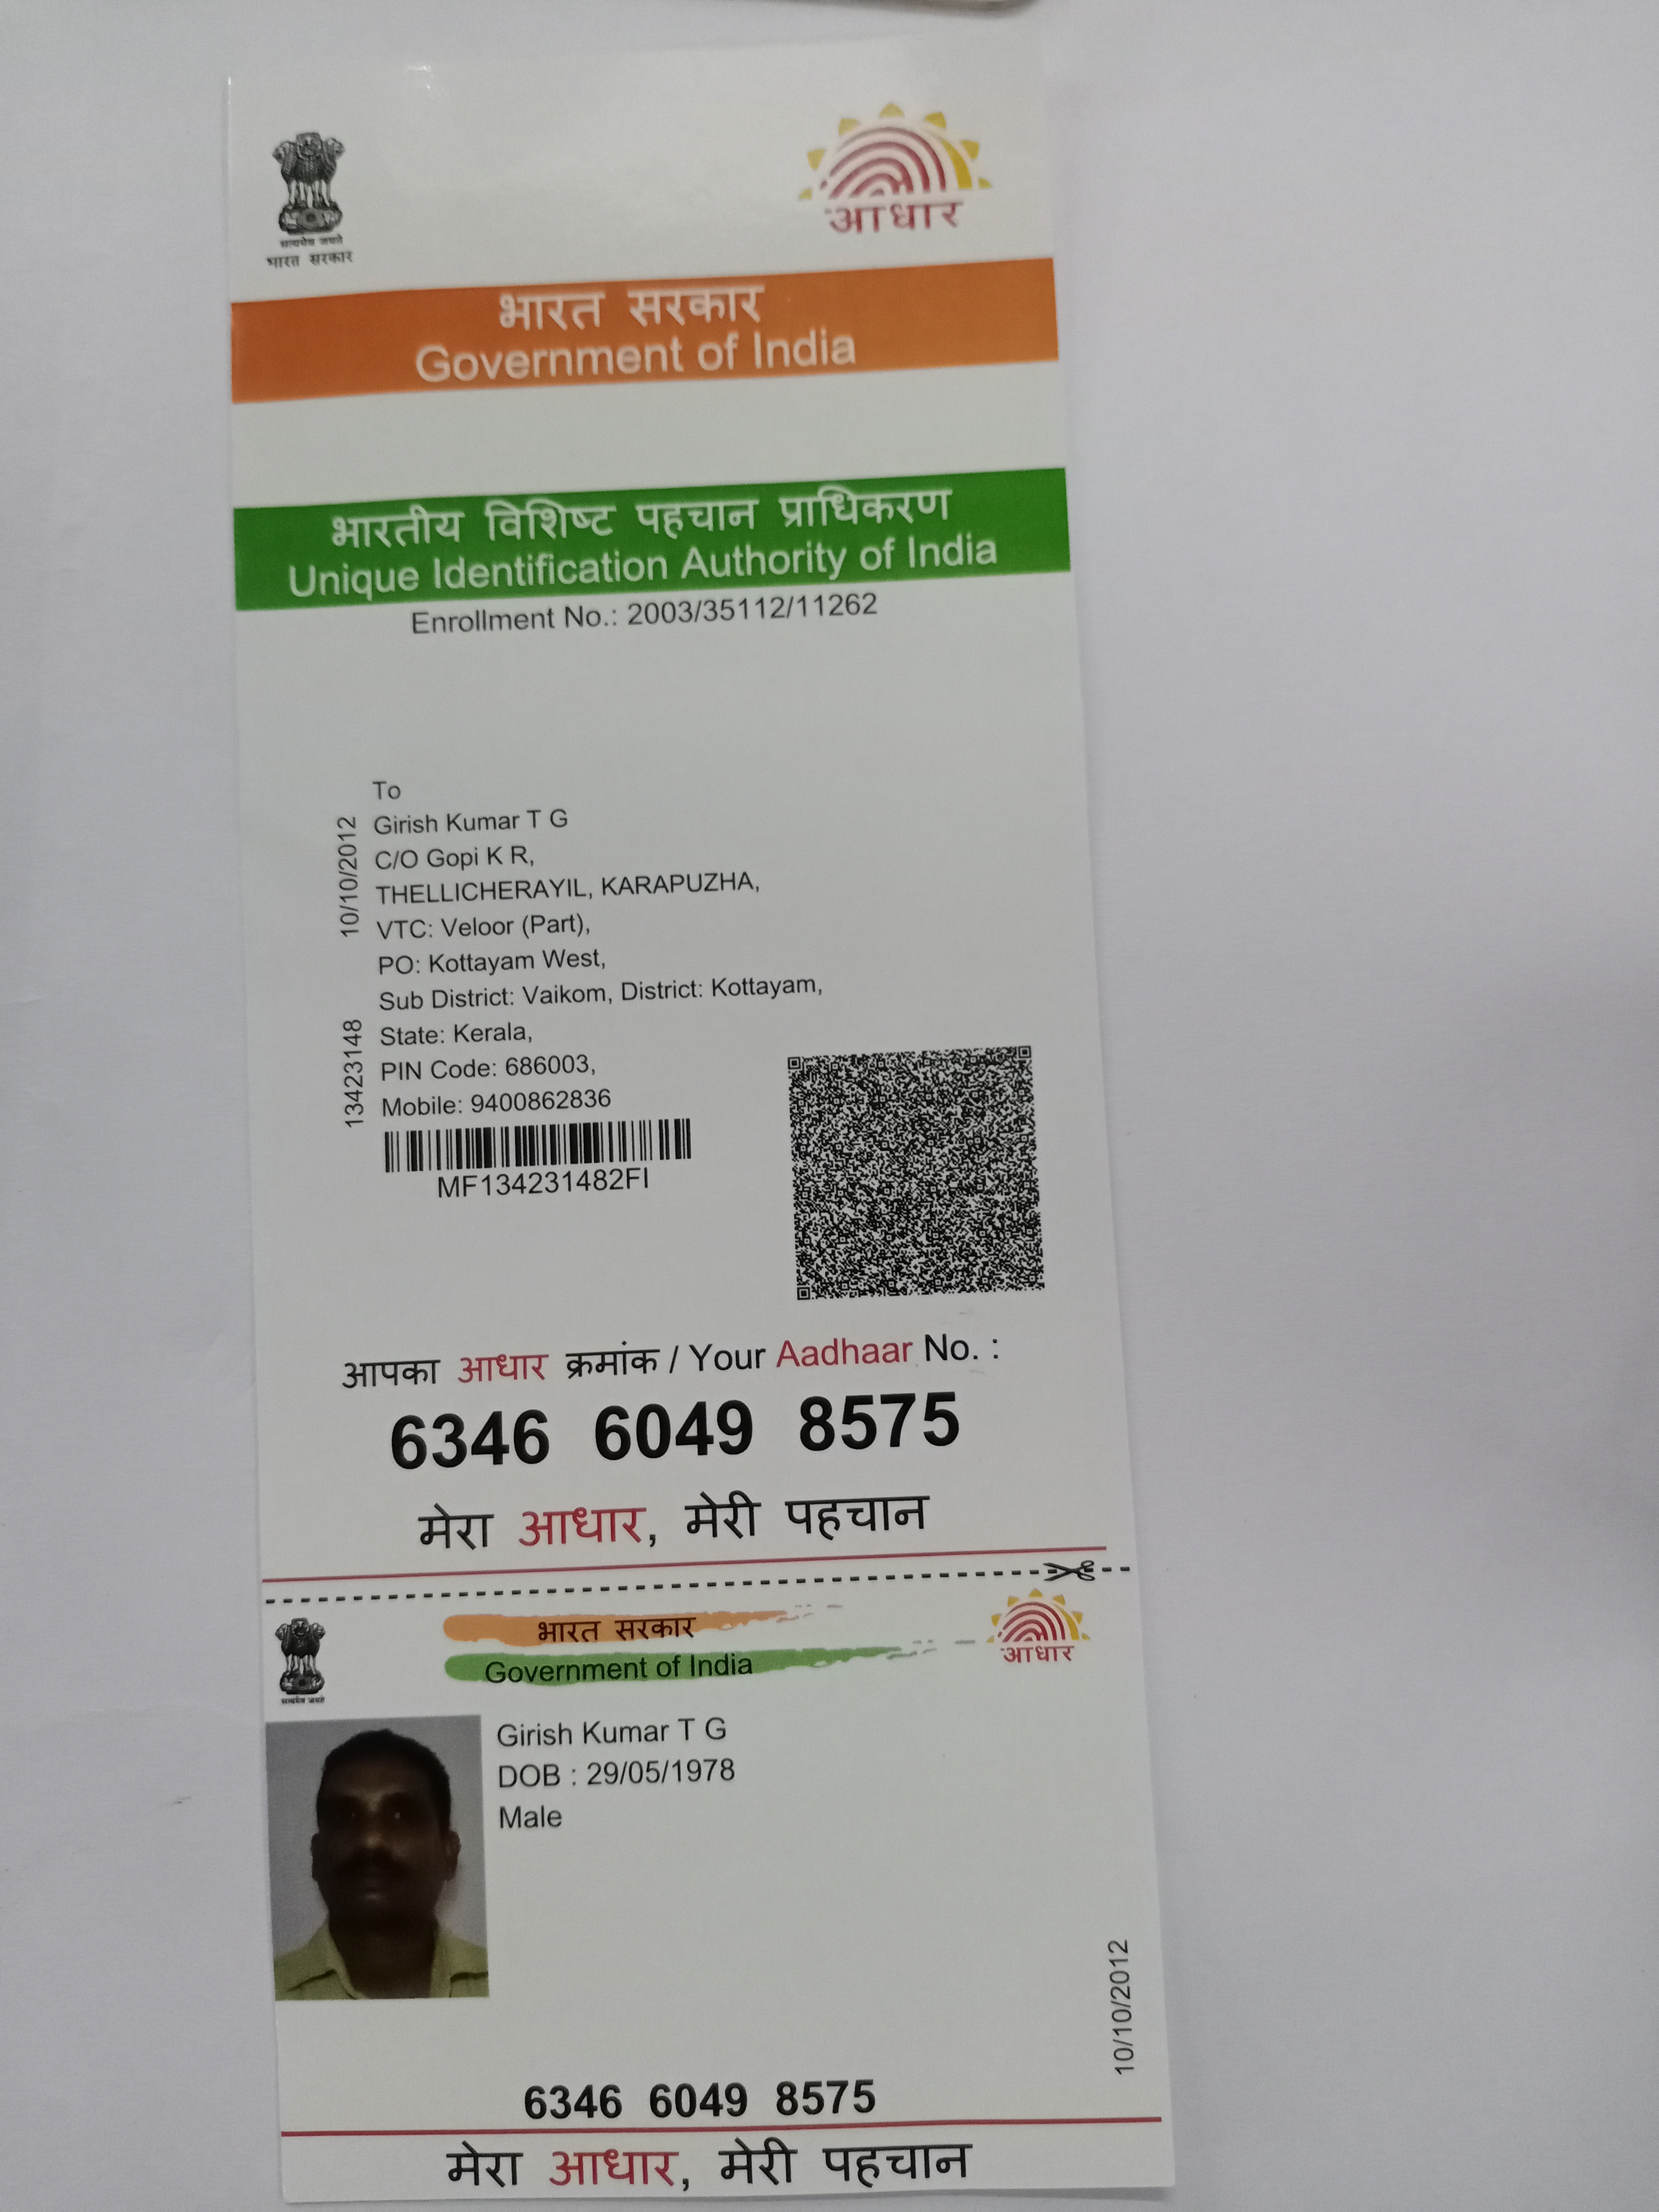 सत्यमेव जयते
भारत सरकार
आधार
भारत सरकार
Government of India
भारतीय विशिष्ट पहचान प्राधिकरण
Unique Identification Authority of India
Enrollment No.: 2003/35112/11262
10/10/2012
13423148
To
Girish Kumar T G
C/O Gopi K R,
THELLICHERAYIL, KARAPUZHA,
VTC: Veloor (Part),
PO: Kottayam West,
Sub District: Vaikom, District: Kottayam,
State: Kerala,
PIN Code: 686003,
Mobile: 9400862836
MF134231482FI
आपका आधार क्रमांक / Your Aadhaar No. :
6346 6049 8575
मेरा आधार, मेरी पहचान
सत्यमेव जयते
भारत सरकार
Government of India
आधार
Girish Kumar T G
DOB : 29/05/1978
Male
10/10/2012
6346 6049 8575
मेरा आधार, मेरी पहचान